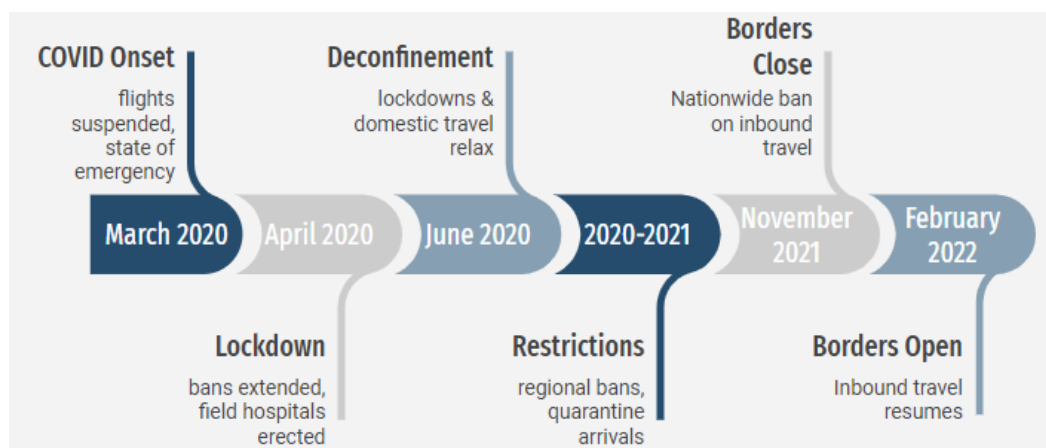 COVID Onset
flights
suspended,
state of
emergency
Deconfinement
lockdowns &
domestic travel
relax
Borders
Close
Nationwide ban
on inbound
travel
March 2020
April 2020
June 2020
2020-2021
November
2021
February
2022
Lockdown
bans extended,
field hospitals
erected
Restrictions
regional bans,
quarantine
arrivals
Borders Open
Inbound travel
resumes